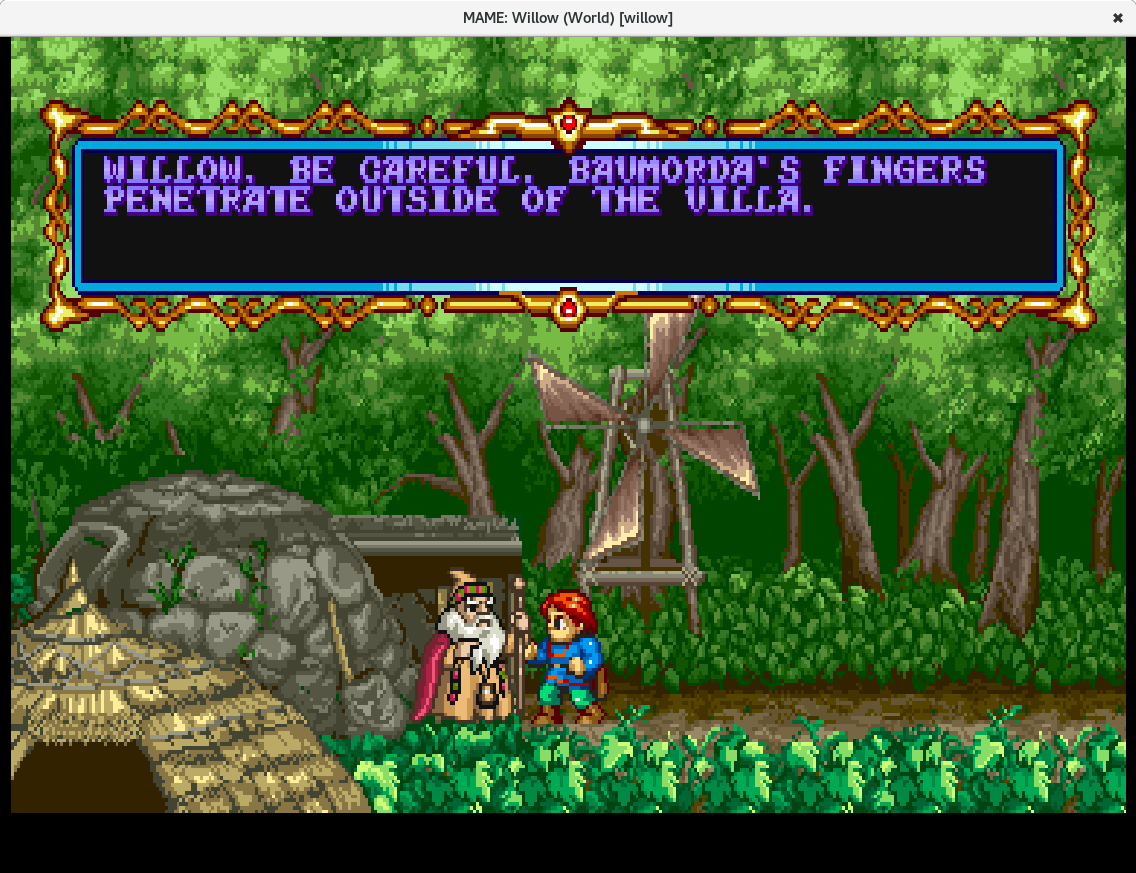 MAME: Willow (World) [willow]
WILLOW, BE CAREFUL. BAVMORDA'S FINGERS
PENETRATE OUTSIDE OF THE VILLA.